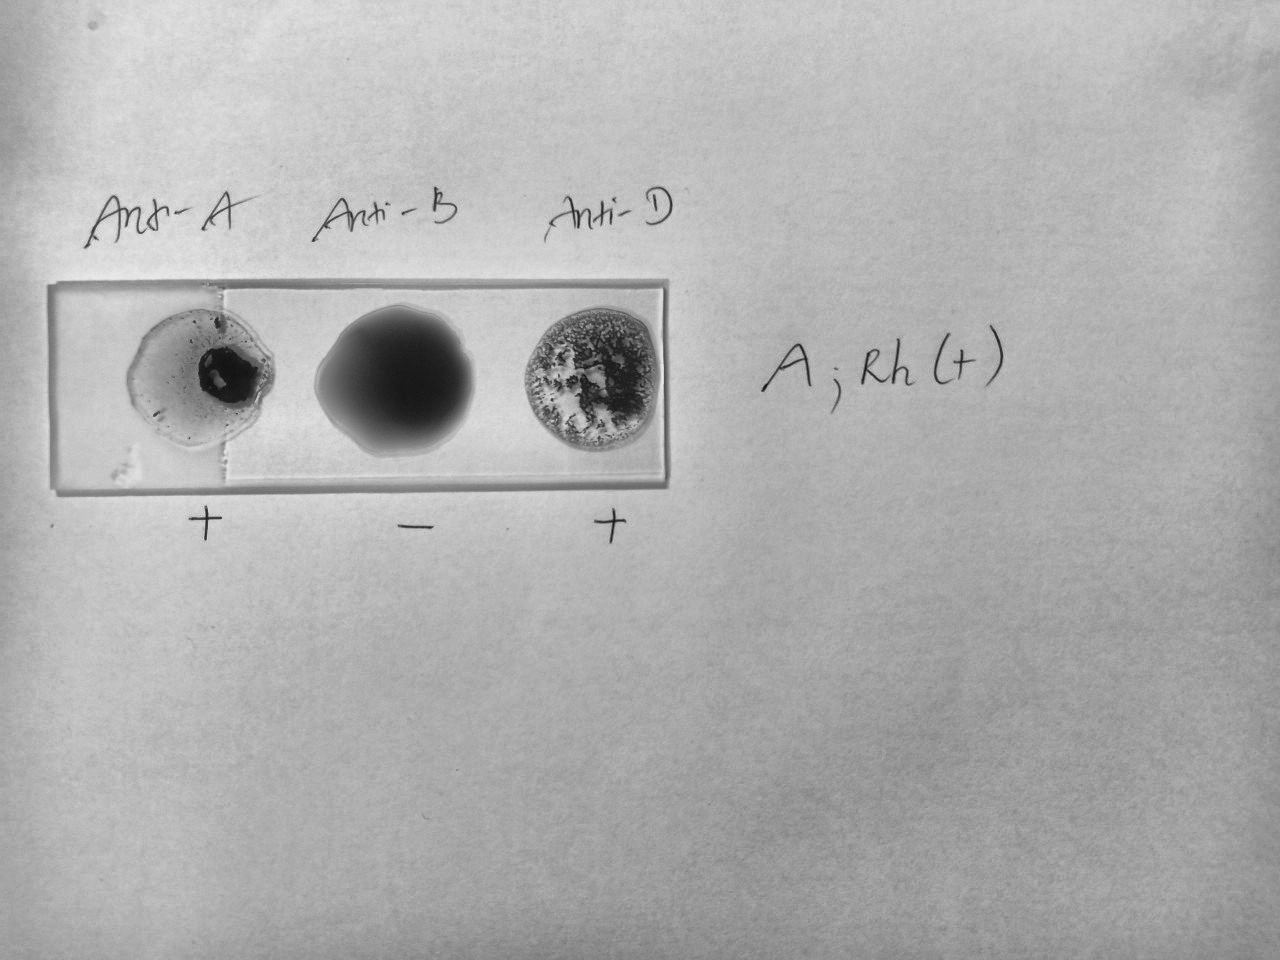 Anti-A Anti-B Anti-D
A; Rh (+)
+ - +